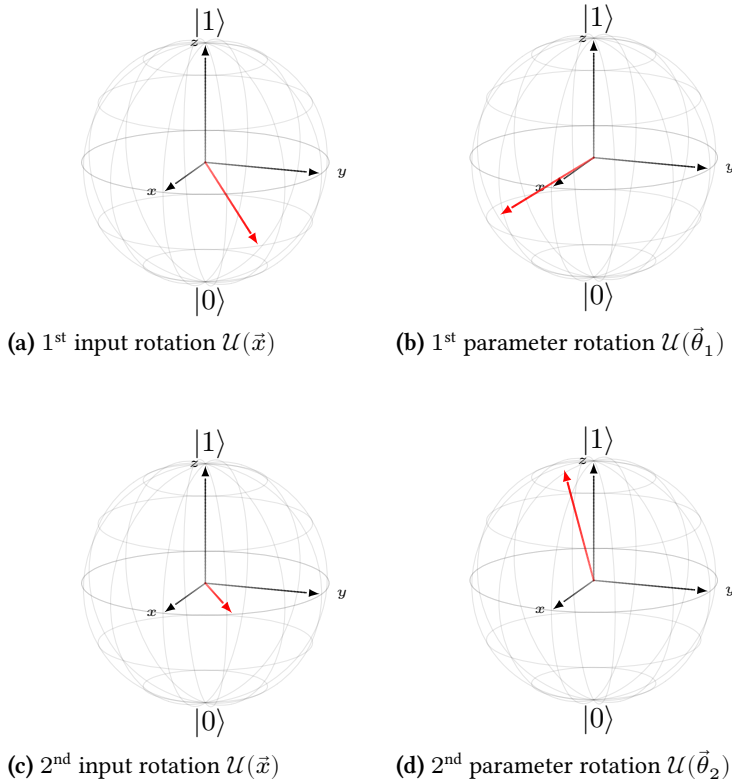 |1⟩ |1⟩
z z
x y x y
|0⟩ |0⟩
(a) 1st input rotation 𝒰(x⃗) (b) 1st parameter rotation 𝒰(θ⃗₁)
|1⟩ |1⟩
z z
x y x y
|0⟩ |0⟩
(c) 2nd input rotation 𝒰(x⃗) (d) 2nd parameter rotation 𝒰(θ⃗₂)